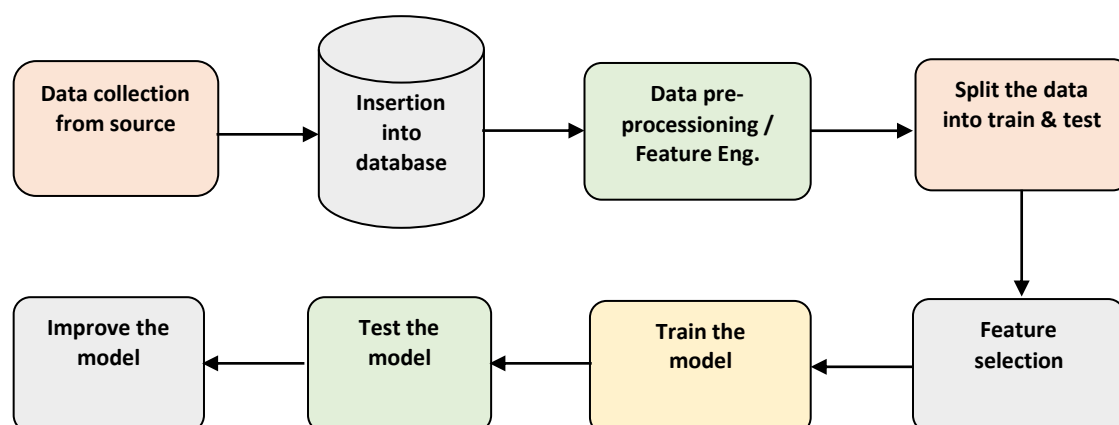 Data collection
from source
Insertion
into
database
Data pre-
processioning /
Feature Eng.
Split the data
into train & test
Improve the
model
Test the
model
Train the
model
Feature
selection